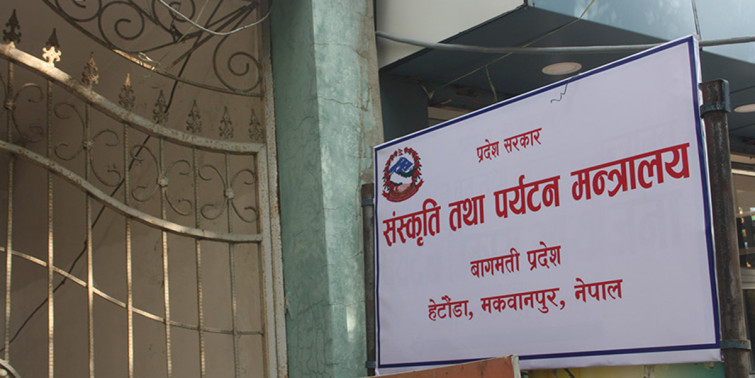 प्रदेश सरकार
संस्कृति तथा पर्यटन मन्त्रालय
बागमती प्रदेश
हेटौंडा, मकवानपुर, नेपाल